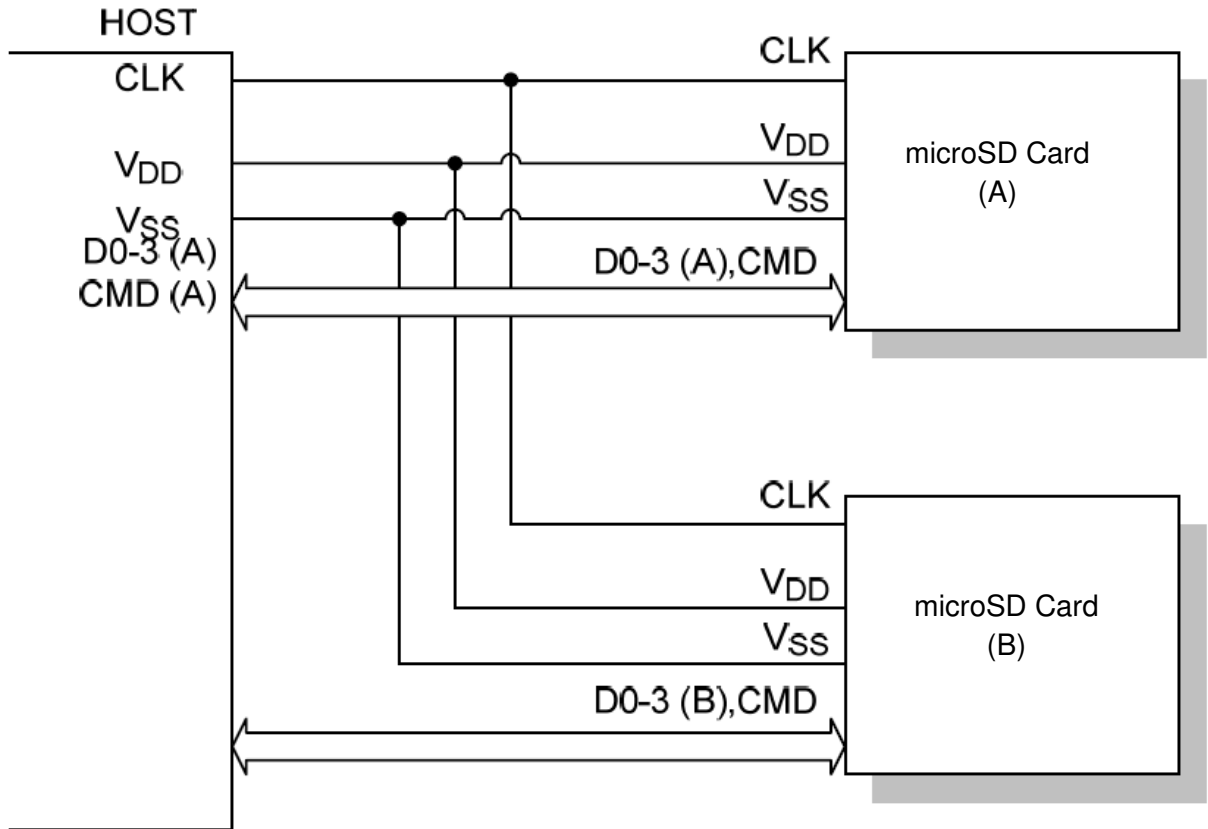 HOST
CLK
VDD
VSS
D0-3 (A)
CMD (A)
CLK
VDD
VSS
D0-3 (A),CMD
microSD Card
(A)
CLK
VDD
VSS
D0-3 (B),CMD
microSD Card
(B)